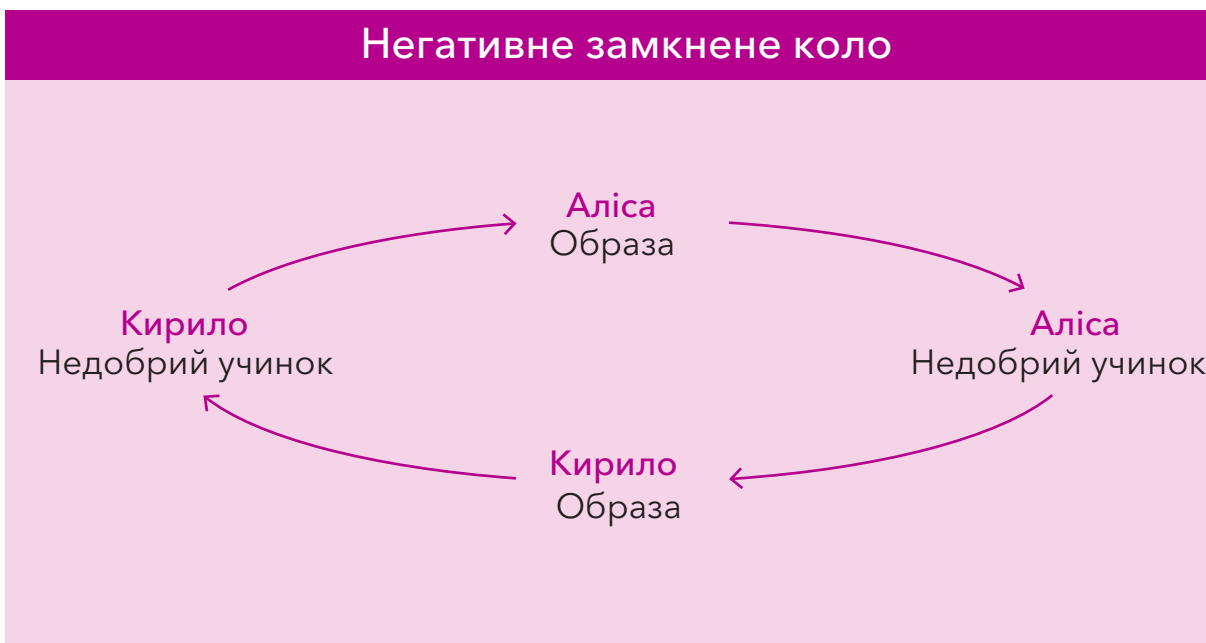 Негативне замкнене коло
Аліса
Образа
Кирило
Недобрий учинок
Аліса
Недобрий учинок
Кирило
Образа